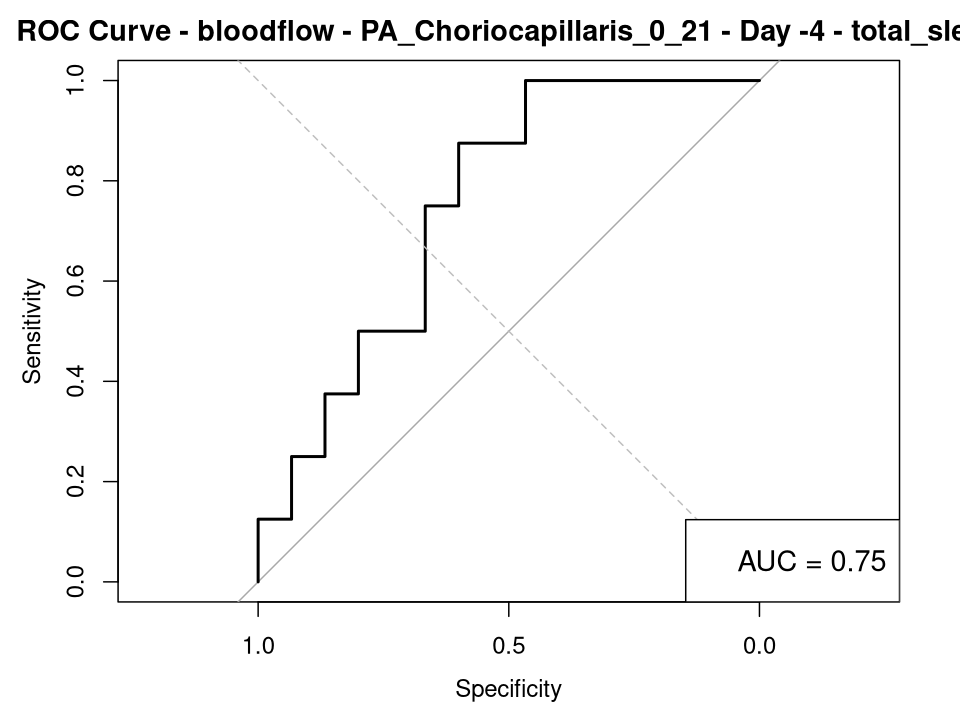 ROC Curve - bloodflow - PA_Choriocapillaris_0_21 - Day -4 - total_sle
1.0
0.8
0.6
0.4
0.2
0.0
Sensitivity
AUC = 0.75
1.0 0.5 0.0
Specificity